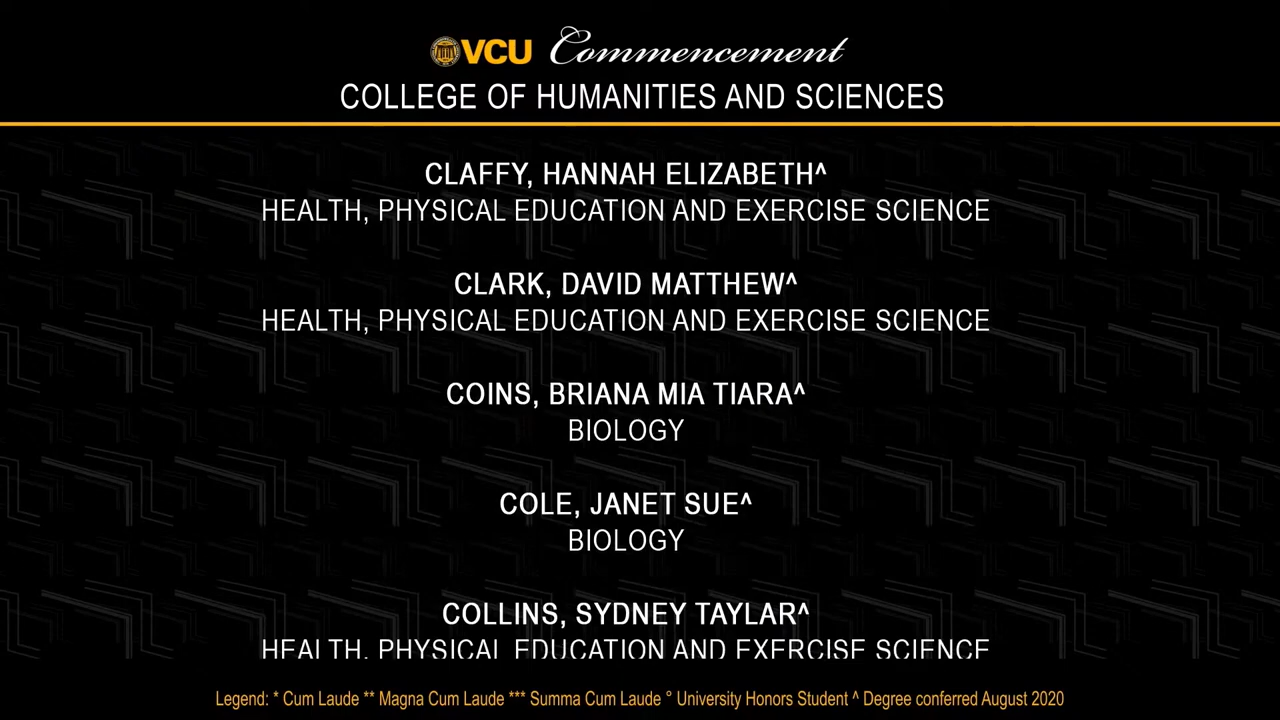 VCU Commencement
COLLEGE OF HUMANITIES AND SCIENCES
CLAFFY, HANNAH ELIZABETH^
HEALTH, PHYSICAL EDUCATION AND EXERCISE SCIENCE
CLARK, DAVID MATTHEW^
HEALTH, PHYSICAL EDUCATION AND EXERCISE SCIENCE
COINS, BRIANA MIA TIARA^
BIOLOGY
COLE, JANET SUE^
BIOLOGY
COLLINS, SYDNEY TAYLAR^
HEALTH, PHYSICAL EDUCATION AND EXERCISE SCIENCE
Legend: * Cum Laude ** Magna Cum Laude *** Summa Cum Laude ° University Honors Student ^ Degree conferred August 2020